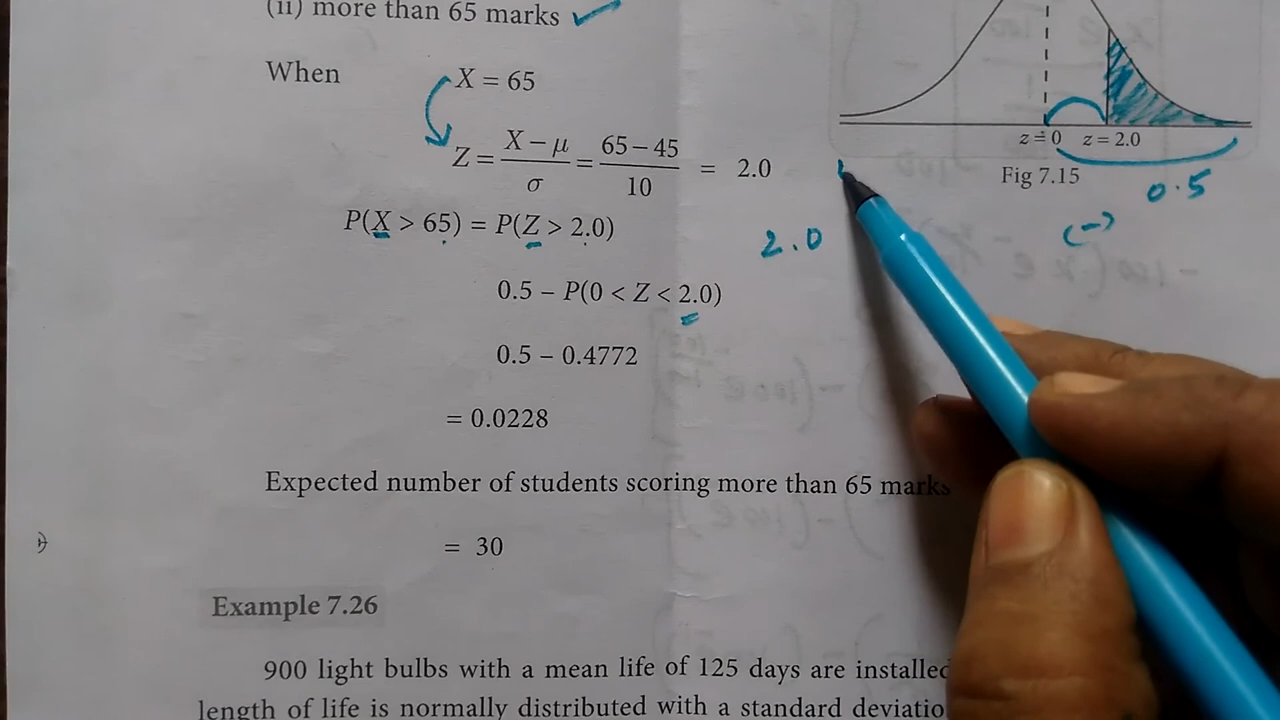 (ii) more than 65 marks
When X = 65
Z = X − μ / σ = 65 − 45 / 10 = 2.0
z = 0 z = 2.0
Fig 7.15
0.5
(−)
P(X > 65) = P(Z > 2.0)
2.0
0.5 − P(0 < Z < 2.0)
0.5 − 0.4772
= 0.0228
Expected number of students scoring more than 65 marks
= 30
Example 7.26
900 light bulbs with a mean life of 125 days are installed
length of life is normally distributed with a standard